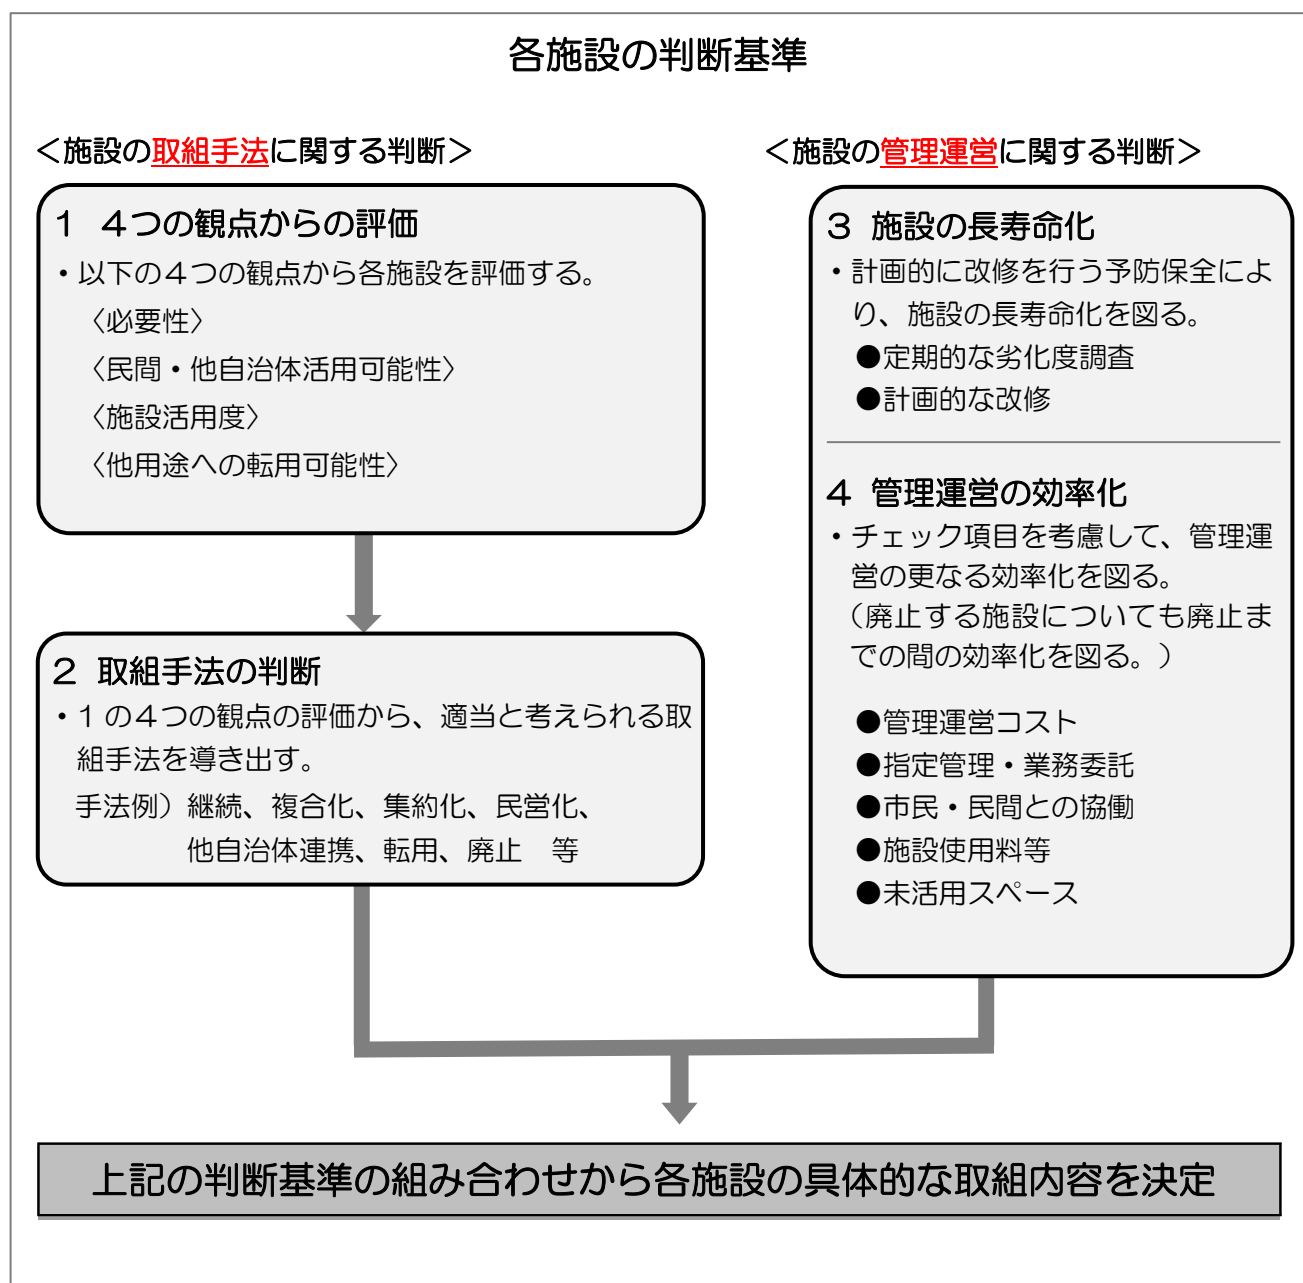 各施設の判断基準
＜施設の取組手法に関する判断＞
１ ４つの観点からの評価
・以下の４つの観点から各施設を評価する。
〈必要性〉
〈民間・他自治体活用可能性〉
〈施設活用度〉
〈他用途への転用可能性〉
２ 取組手法の判断
・１の４つの観点の評価から、適当と考えられる取
組手法を導き出す。
手法例）継続、複合化、集約化、民営化、
他自治体連携、転用、廃止　等
＜施設の管理運営に関する判断＞
３ 施設の長寿命化
・計画的に改修を行う予防保全によ
り、施設の長寿命化を図る。
●定期的な劣化度調査
●計画的な改修
４ 管理運営の効率化
・チェック項目を考慮して、管理運
営の更なる効率化を図る。
（廃止する施設についても廃止ま
での間の効率化を図る。）
●管理運営コスト
●指定管理・業務委託
●市民・民間との協働
●施設使用料等
●未活用スペース
上記の判断基準の組み合わせから各施設の具体的な取組内容を決定